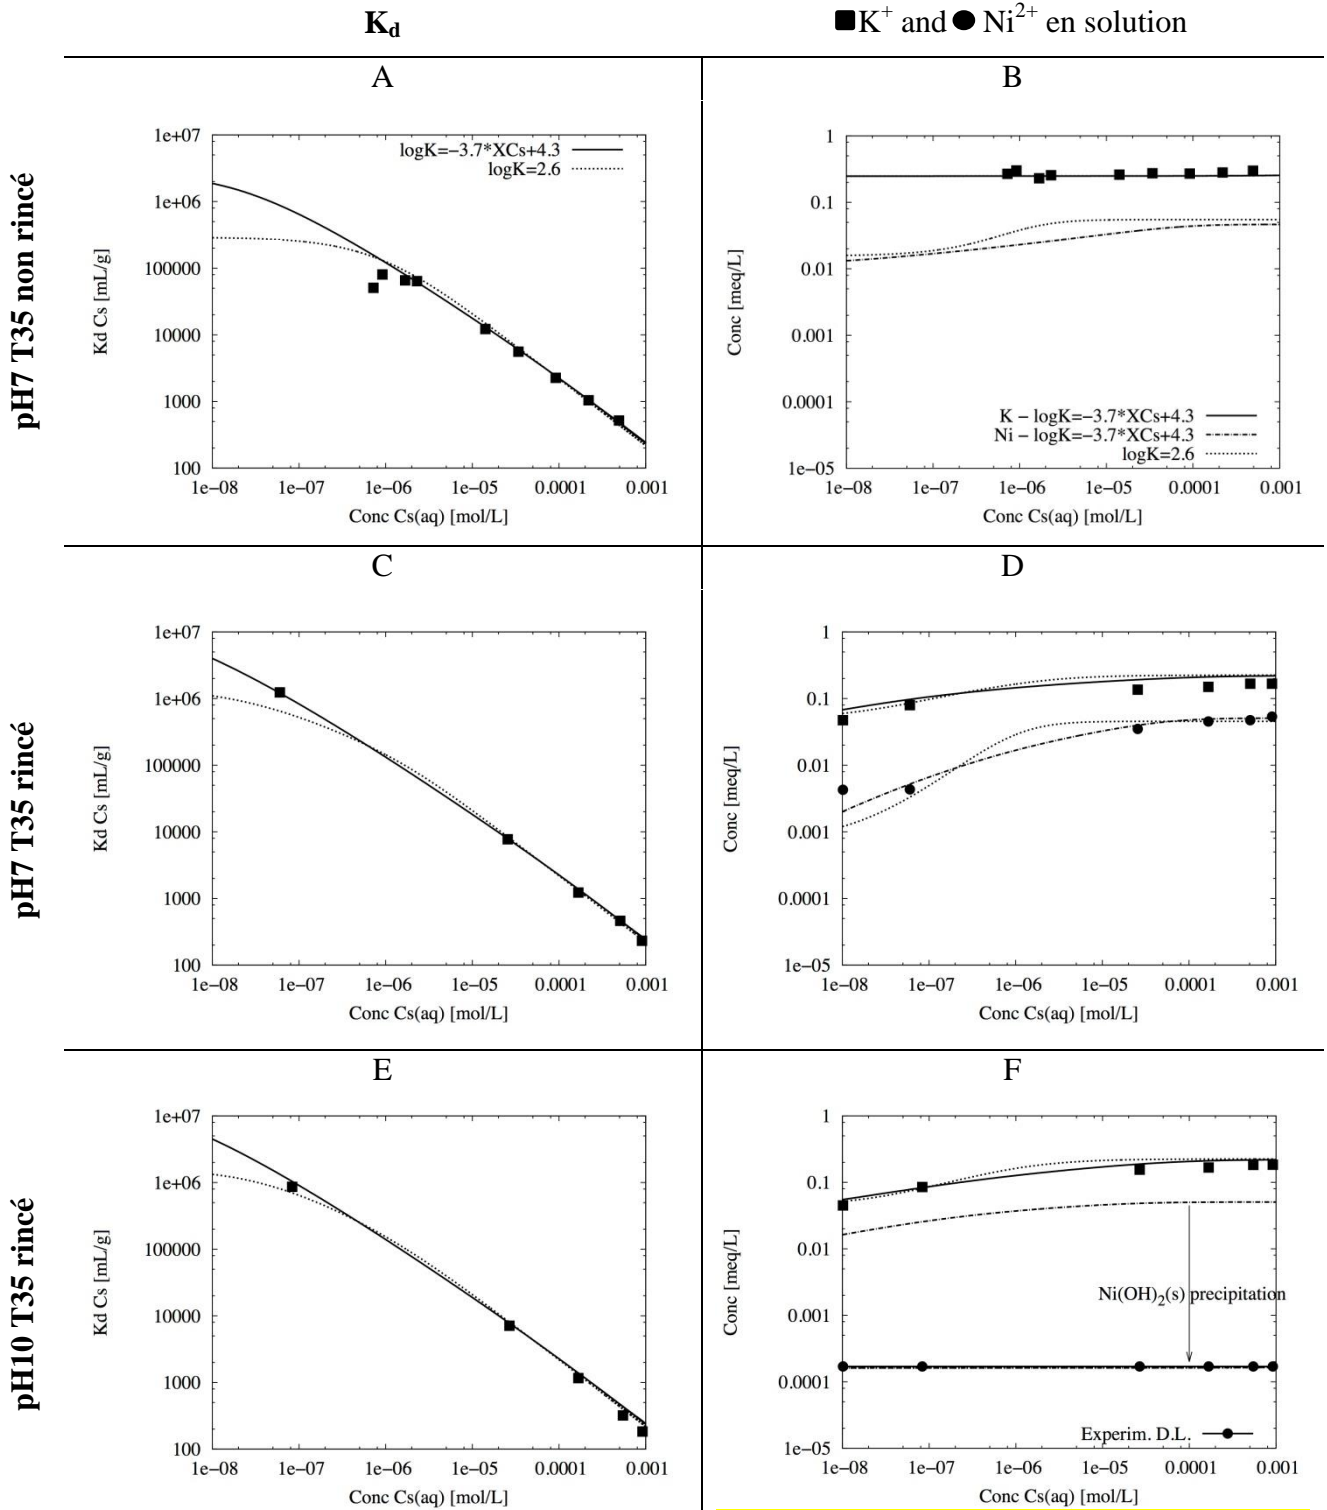 K_d
■K⁺ and ● Ni²⁺ en solution
pH7 T35 non rincé
A
1e+07
1e+06
100000
10000
1000
100
Kd Cs [mL/g]
logK=−3.7*XCs+4.3
logK=2.6
1e−08 1e−07 1e−06 1e−05 0.0001 0.001
Conc Cs(aq) [mol/L]
B
1
0.1
0.01
0.001
0.0001
1e−05
Conc [meq/L]
K − logK=−3.7*XCs+4.3
Ni − logK=−3.7*XCs+4.3
logK=2.6
1e−08 1e−07 1e−06 1e−05 0.0001 0.001
Conc Cs(aq) [mol/L]
pH7 T35 rincé
C
1e+07
1e+06
100000
10000
1000
100
Kd Cs [mL/g]
1e−08 1e−07 1e−06 1e−05 0.0001 0.001
Conc Cs(aq) [mol/L]
D
1
0.1
0.01
0.001
0.0001
1e−05
Conc [meq/L]
1e−08 1e−07 1e−06 1e−05 0.0001 0.001
Conc Cs(aq) [mol/L]
pH10 T35 rincé
E
1e+07
1e+06
100000
10000
1000
100
Kd Cs [mL/g]
1e−08 1e−07 1e−06 1e−05 0.0001 0.001
Conc Cs(aq) [mol/L]
F
1
0.1
0.01
0.001
0.0001
1e−05
Conc [meq/L]
Ni(OH)₂(s) precipitation
Experim. D.L.
1e−08 1e−07 1e−06 1e−05 0.0001 0.001
Conc Cs(aq) [mol/L]